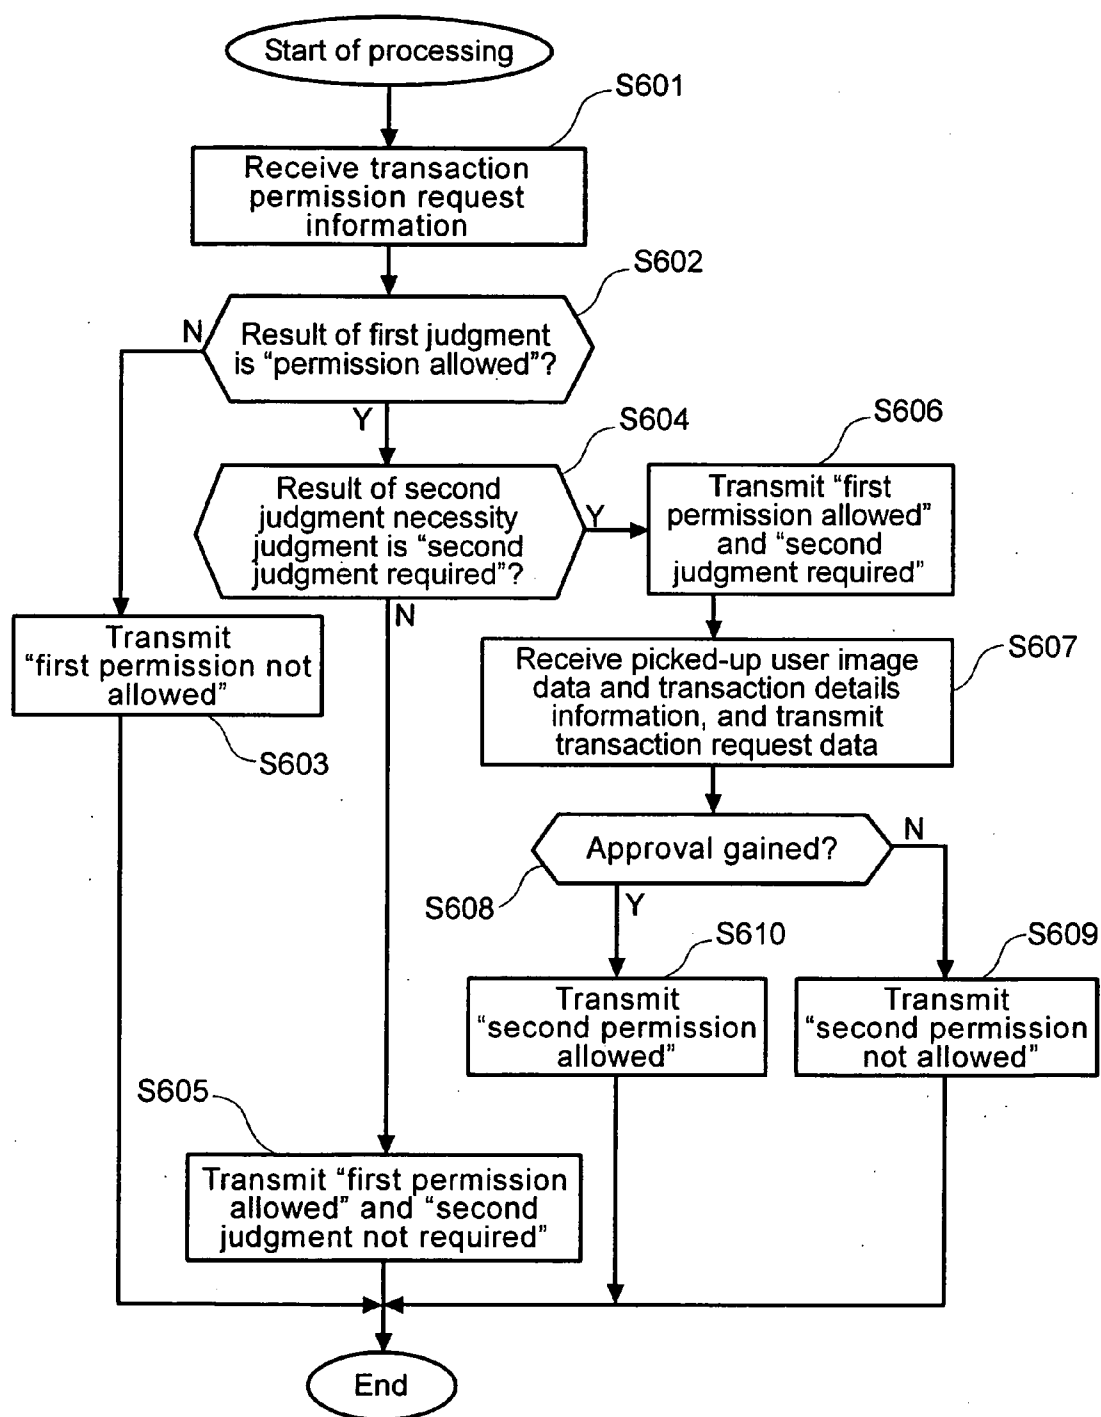 Start of processing
S601
Receive transaction
permission request
information
S602
N
Result of first judgment
is “permission allowed”?
Y
S604
S606
Result of second
judgment necessity
judgment is “second
judgment required”?
Y
Transmit “first
permission allowed”
and “second
judgment required”
N
Transmit
“first permission not
allowed”
S603
S607
Receive picked-up user image
data and transaction details
information, and transmit
transaction request data
Approval gained?
N
S608
Y
S610
S609
Transmit
“second permission
allowed”
Transmit
“second permission
not allowed”
S605
Transmit “first permission
allowed” and “second
judgment not required”
End